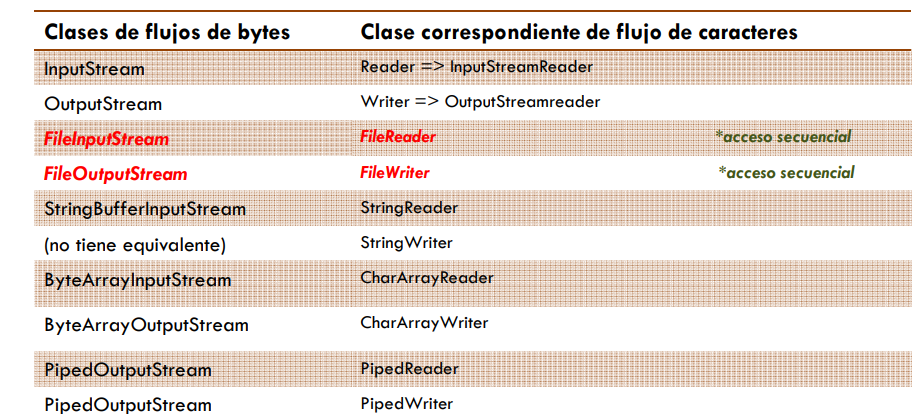 Clases de flujos de bytes Clase correspondiente de flujo de caracteres
InputStream Reader => InputStreamReader
OutputStream Writer => OutputStreamreader
FileInputStream FileReader *acceso secuencial
FileOutputStream FileWriter *acceso secuencial
StringBufferInputStream StringReader
(no tiene equivalente) StringWriter
ByteArrayInputStream CharArrayReader
ByteArrayOutputStream CharArrayWriter
PipedOutputStream PipedReader
PipedOutputStream PipedWriter